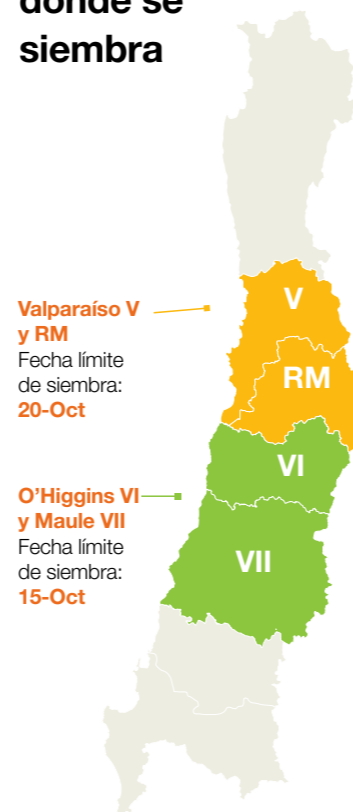 donde se
siembra
V
Valparaíso V
y RM
Fecha límite
de siembra:
20-Oct
RM
VI
O’Higgins VI
y Maule VII
Fecha límite
de siembra:
15-Oct
VII